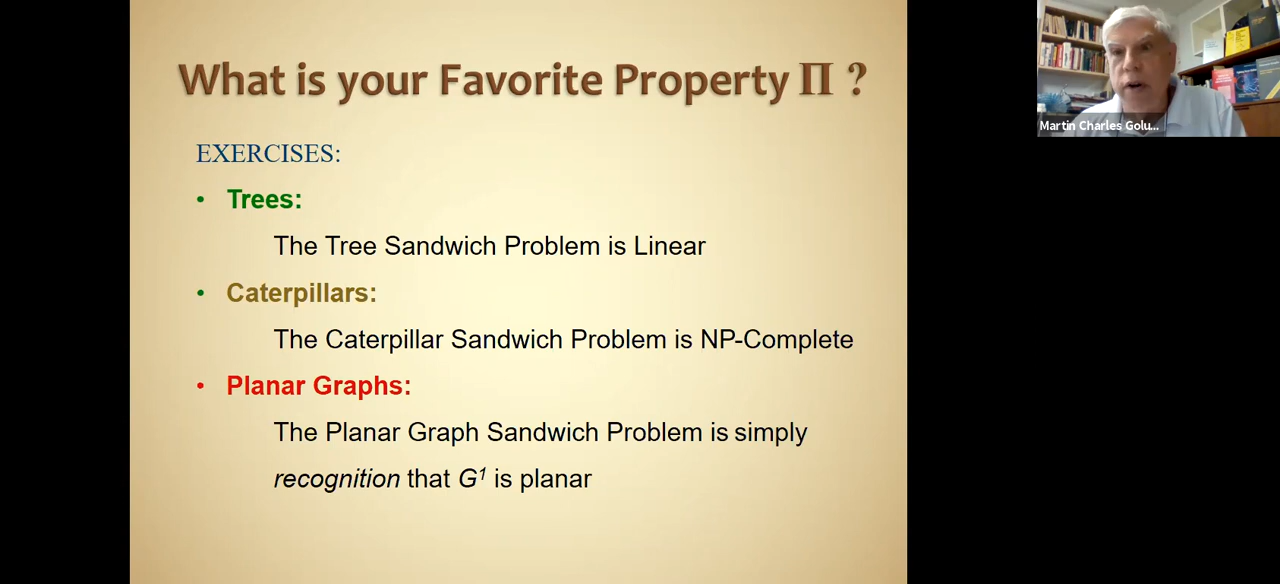 What is your Favorite Property Π ?
EXERCISES:
• Trees:
The Tree Sandwich Problem is Linear
• Caterpillars:
The Caterpillar Sandwich Problem is NP-Complete
• Planar Graphs:
The Planar Graph Sandwich Problem is simply
recognition that G¹ is planar
Martin Charles Golu...